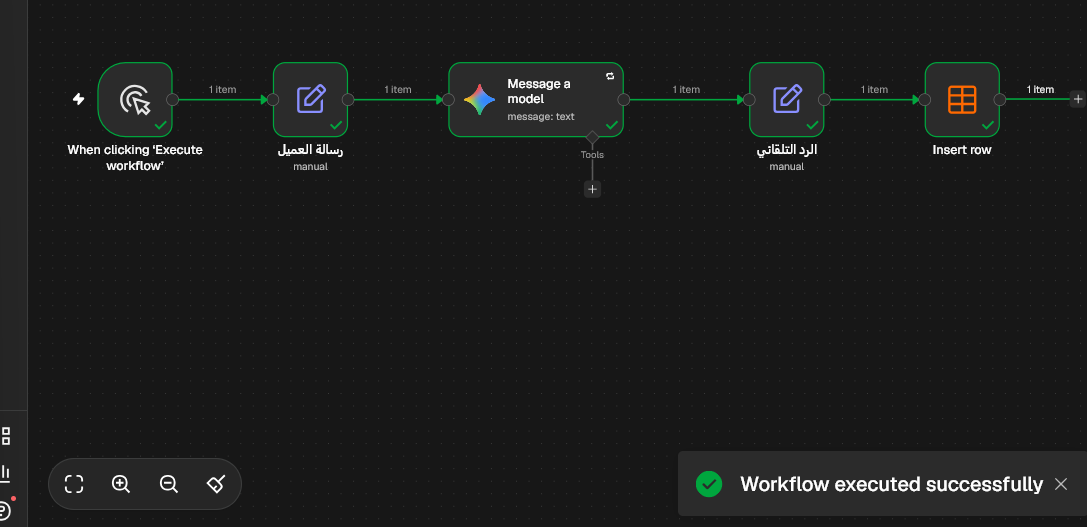 1 item
1 item
1 item
1 item
1 item
Message a
model
message: text
When clicking ‘Execute
workflow’
رسالة العميل
manual
Tools
الرد التلقائي
manual
Insert row
Workflow executed successfully